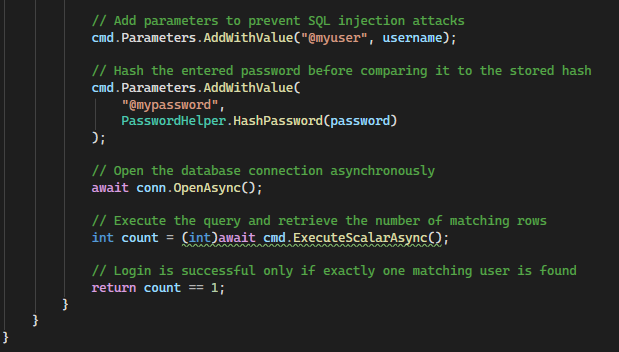 // Add parameters to prevent SQL injection attacks
cmd.Parameters.AddWithValue("@myuser", username);
// Hash the entered password before comparing it to the stored hash
cmd.Parameters.AddWithValue(
"@mypassword",
PasswordHelper.HashPassword(password)
);
// Open the database connection asynchronously
await conn.OpenAsync();
// Execute the query and retrieve the number of matching rows
int count = (int)await cmd.ExecuteScalarAsync();
// Login is successful only if exactly one matching user is found
return count == 1;
}
}
}